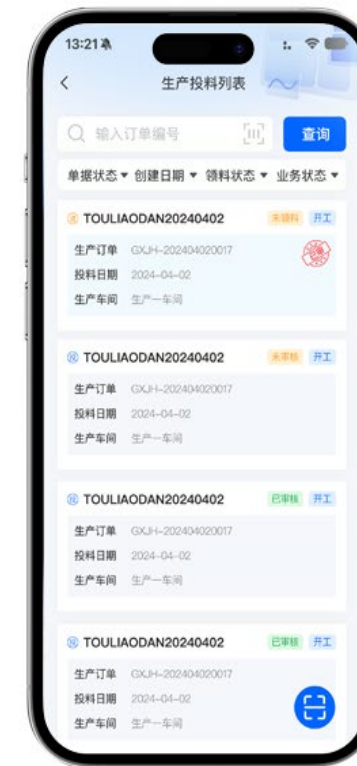 13:21
生产投料列表
输入订单编号
查询
单据状态 创建日期 领料状态 业务状态
TOULIAODAN20240402 未领料 开工
生产订单 GXJH-202404020017
投料日期 2024-04-02
生产车间 生产一车间
TOULIAODAN20240402 未审核 开工
生产订单 GXJH-202404020017
投料日期 2024-04-02
生产车间 生产一车间
TOULIAODAN20240402 已审核 开工
生产订单 GXJH-202404020017
投料日期 2024-04-02
生产车间 生产一车间
TOULIAODAN20240402 已审核 开工
生产订单 GXJH-202404020017
投料日期 2024-04-02
生产车间 生产一车间